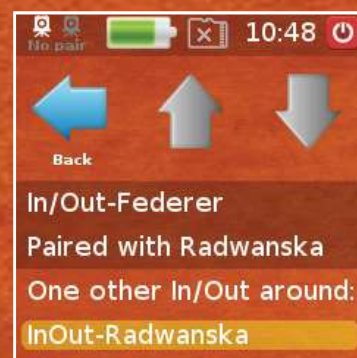 No pair
10:48
Back
In/Out-Federer
Paired with Radwanska
One other In/Out around:
InOut-Radwanska